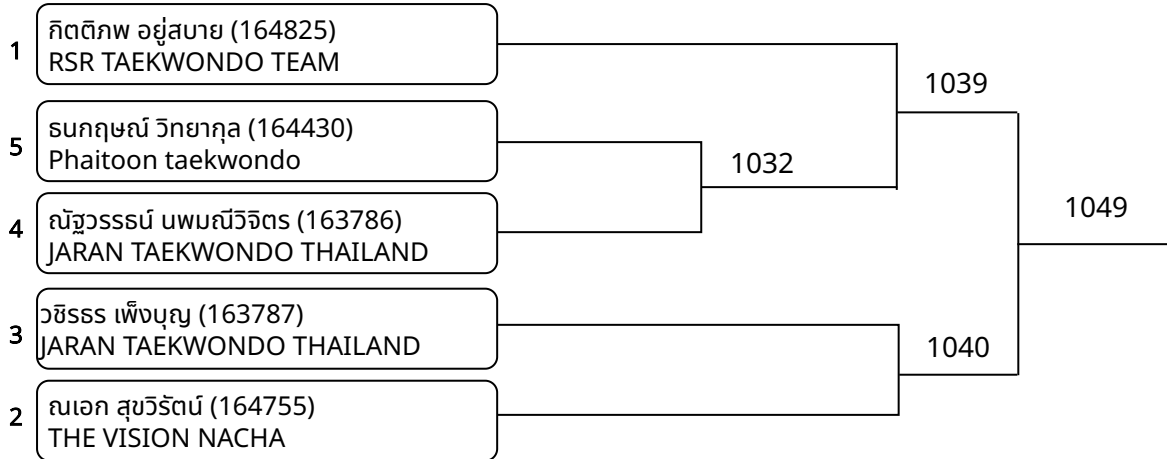 1
กิตติภพ อยู่สบาย (164825)
RSR TAEKWONDO TEAM
5
ธนกฤษณ์ วิทยากุล (164430)
Phaitoon taekwondo
4
ณัฐวรรธน์ นพมณีวิจิตร (163786)
JARAN TAEKWONDO THAILAND
3
วชิรธร เพ็งบุญ (163787)
JARAN TAEKWONDO THAILAND
2
ณเอก สุขวิรัตน์ (164755)
THE VISION NACHA
1032
1039
1040
1049